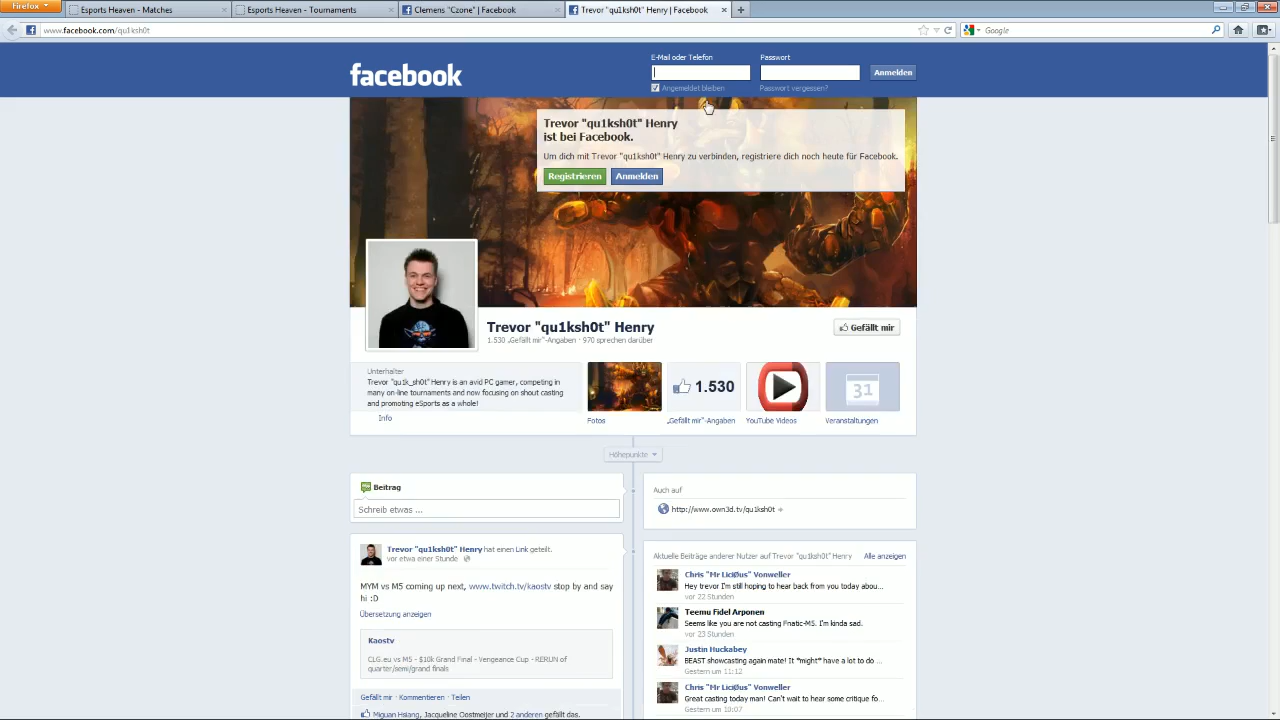 Firefox
Esports Heaven - Matches
Esports Heaven - Tournaments
Clemens "Czone" | Facebook
Trevor "qu1ksh0t" Henry | Facebook
www.facebook.com/qu1ksh0t
Google
facebook
E-Mail oder Telefon
Passwort
Anmelden
Angemeldet bleiben
Passwort vergessen?
Trevor "qu1ksh0t" Henry
ist bei Facebook.
Um dich mit Trevor "qu1ksh0t" Henry zu verbinden, registriere dich noch heute für Facebook.
Registrieren
Anmelden
Trevor "qu1ksh0t" Henry
1.530 „Gefällt mir"-Angaben · 970 sprechen darüber
Gefällt mir
Unterhalter
Trevor "qu1k_sh0t" Henry is an avid PC gamer, competing in
many on-line tournaments and now focusing on shout casting
and promoting eSports as a whole!
Info
1.530
31
Fotos
„Gefällt mir"-Angaben
YouTube Videos
Veranstaltungen
Höhepunkte
Beitrag
Schreib etwas ...
Auch auf
http://www.own3d.tv/qu1ksh0t
Trevor "qu1ksh0t" Henry hat einen Link geteilt.
vor etwa einer Stunde
MYM vs M5 coming up next, www.twitch.tv/kaostv stop by and say
hi :D
Übersetzung anzeigen
Kaostv
CLG.eu vs M5 - $10k Grand Final - Vengeance Cup - RERUN of
quarter/semi/grand finals
Gefällt mir · Kommentieren · Teilen
Miguan Hsiang, Jacqueline Oostmeijer und 2 anderen gefällt das.
Aktuelle Beiträge anderer Nutzer auf Trevor "qu1ksh0t" Henry
Alle anzeigen
Chris "Mr LiciØus" Vonweller
Hey trevor I'm still hoping to hear back from you today abou...
vor 22 Stunden
Teemu Fidel Arponen
Seems like you are not casting Fnatic-M5. I'm kinda sad.
vor 23 Stunden
Justin Huckabey
BEAST showcasting again mate! It *might* have a lot to do ...
Gestern um 11:12
Chris "Mr LiciØus" Vonweller
Great casting today man! Can't wait to hear some critique fo...
Gestern um 10:07